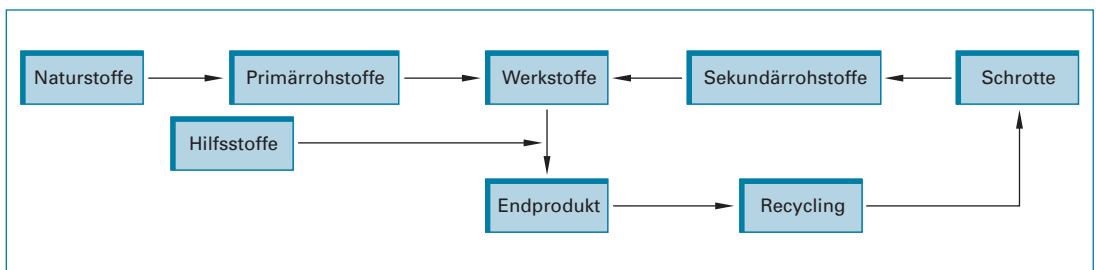 Naturstoffe
Primärrohstoffe
Werkstoffe
Sekundärrohstoffe
Schrotte
Hilfsstoffe
Endprodukt
Recycling